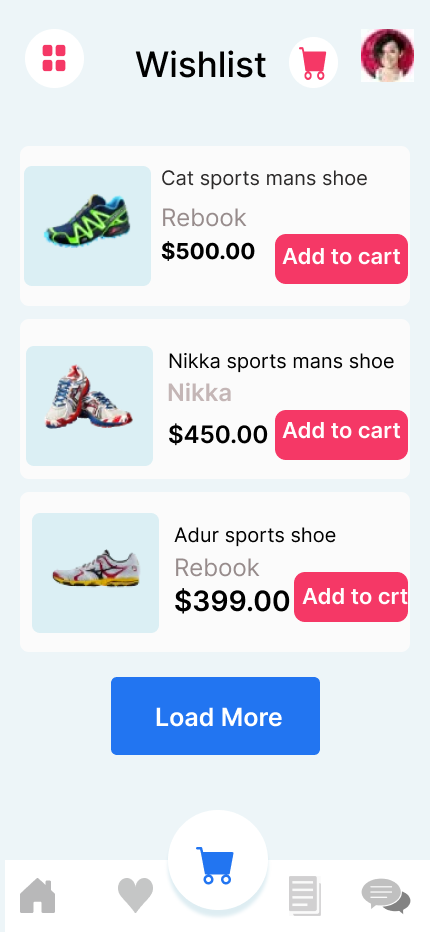 Wishlist
Cat sports mans shoe
Rebook
$500.00
Add to cart
Nikka sports mans shoe
Nikka
$450.00
Add to cart
Adur sports shoe
Rebook
$399.00
Add to crt
Load More